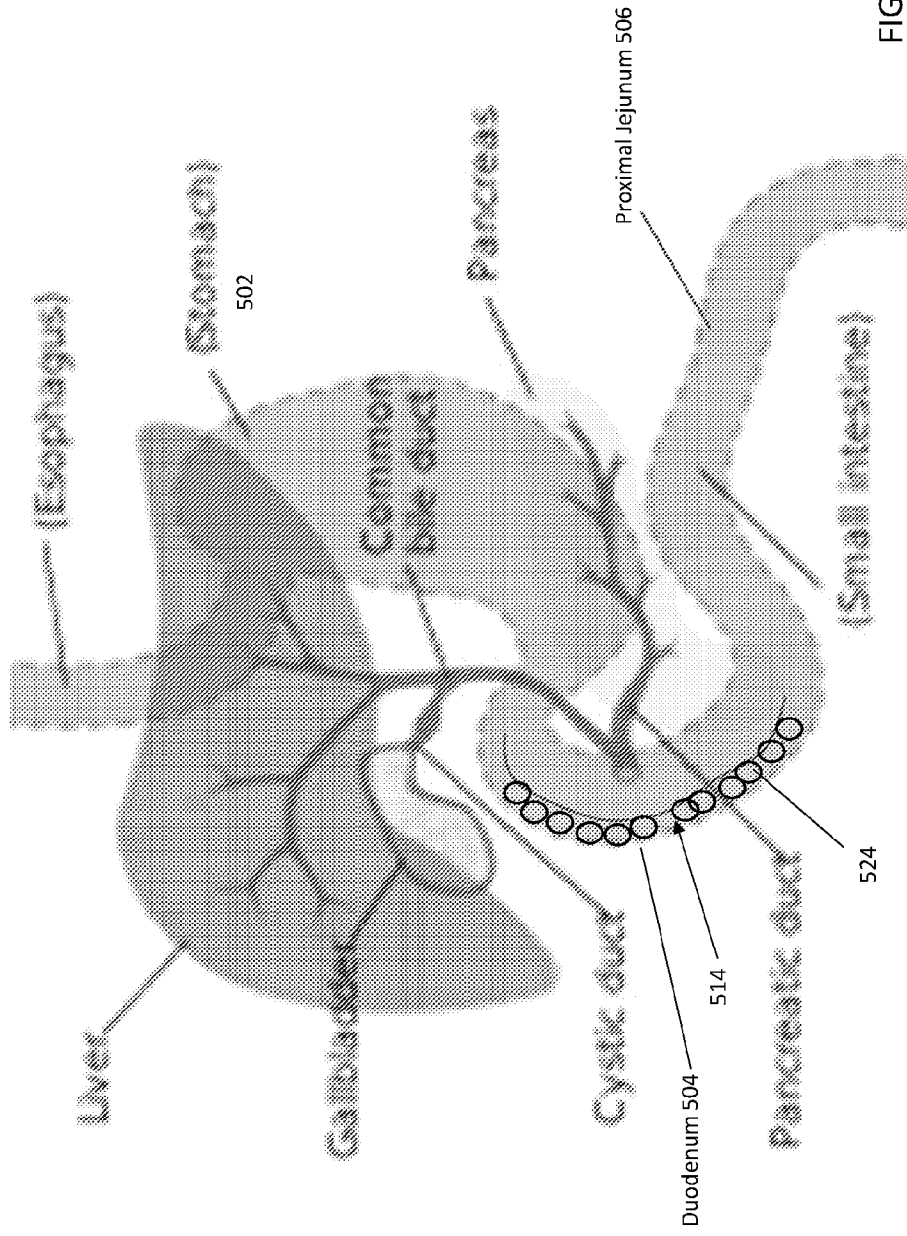 (Esophagus)
Liver
(Stomach)
502
Gallbladder
Common
bile duct
Pancreas
Cystic duct
Proximal Jejunum 506
Duodenum 504
514
Pancreatic duct
524
(Small intestine)
FIG